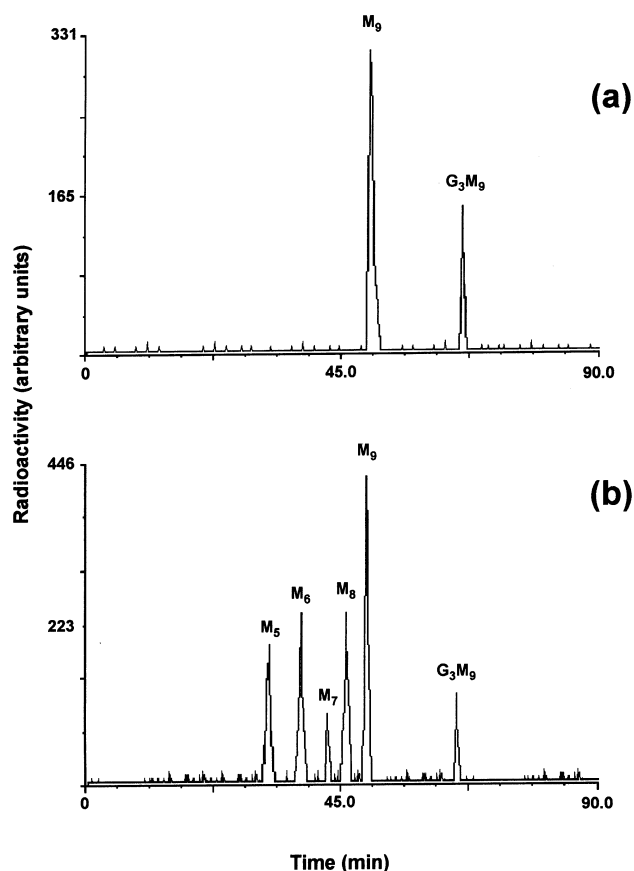 331
M9
(a)
G3M9
165
0
45.0
90.0
Radioactivity (arbitrary units)
446
M9
(b)
M6
M8
223
M5
M7
G3M9
0
45.0
90.0
Time (min)